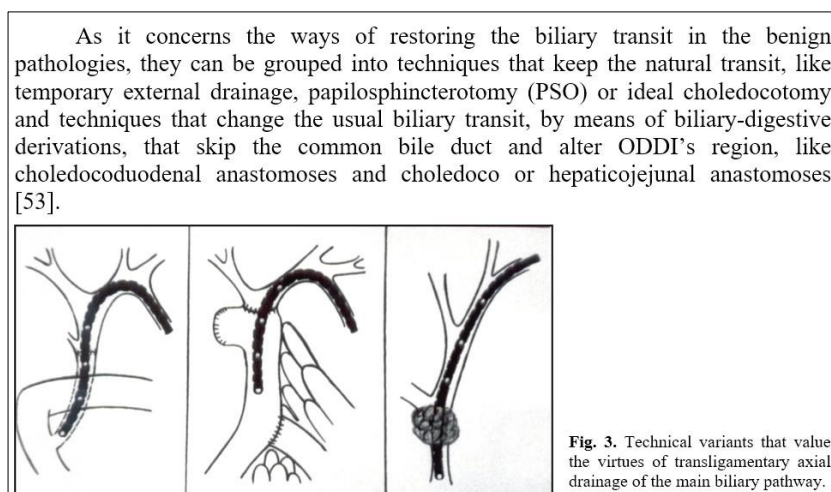 As it concerns the ways of restoring the biliary transit in the benign
pathologies, they can be grouped into techniques that keep the natural transit, like
temporary external drainage, papilosphincterotomy (PSO) or ideal choledocotomy
and techniques that change the usual biliary transit, by means of biliary-digestive
derivations, that skip the common bile duct and alter ODDI's region, like
choledocoduodenal anastomoses and choledoco or hepaticojejunal anastomoses
[53].
Fig. 3. Technical variants that value
the virtues of transligamentary axial
drainage of the main biliary pathway.